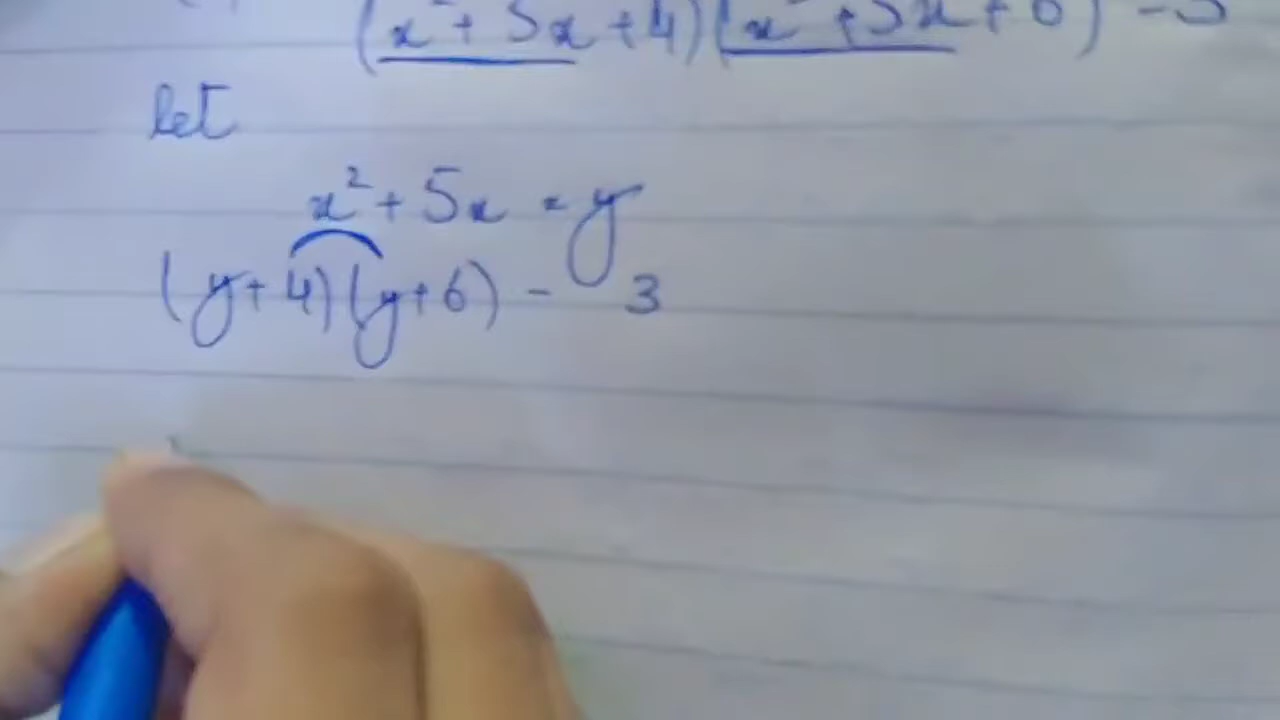 (x² + 5x + 4)(x² + 5x + 6) - 3
let
x² + 5x = y
(y + 4)(y + 6) - 3